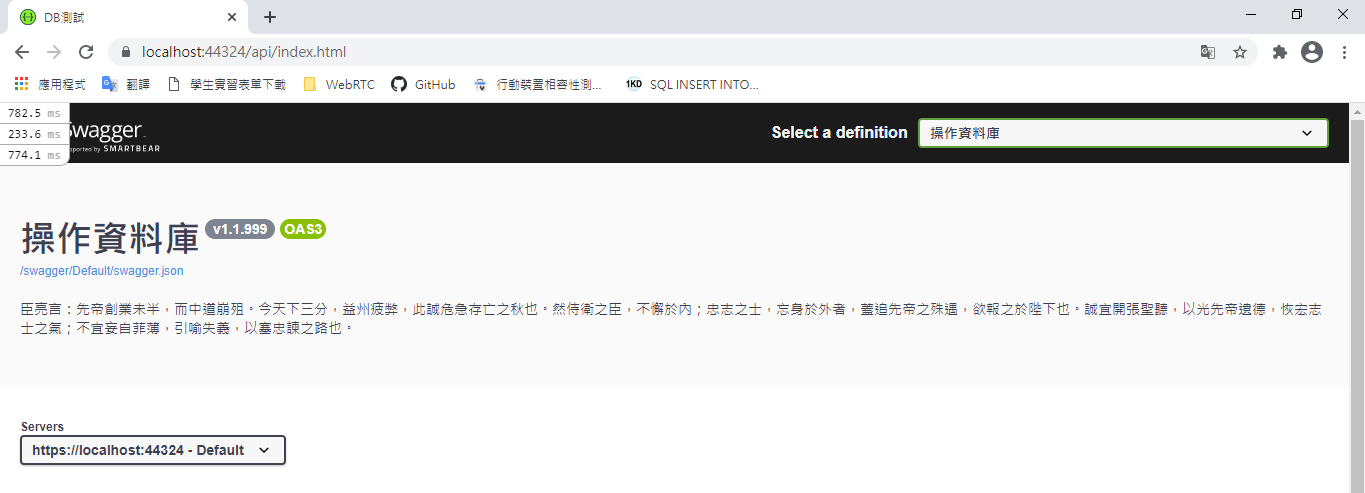 DB測試
localhost:44324/api/index.html
應用程式 翻譯 學生實習表單下載 WebRTC GitHub 行動裝置相容性測... 1KD SQL INSERT INTO...
782.5 ms
233.6 ms
774.1 ms
Swagger
supported by SMARTBEAR
Select a definition 操作資料庫
操作資料庫 v1.1.999 OAS3
/swagger/Default/swagger.json
臣亮言：先帝創業未半，而中道崩殂。今天下三分，益州疲弊，此誠危急存亡之秋也。然侍衛之臣，不懈於內；忠志之士，忘身於外者，蓋追先帝之殊遇，欲報之於陛下也。誠宜開張聖聽，以光先帝遺德，恢宏志
士之氣；不宜妄自菲薄，引喻失義，以塞忠諫之路也。
Servers
https://localhost:44324 - Default